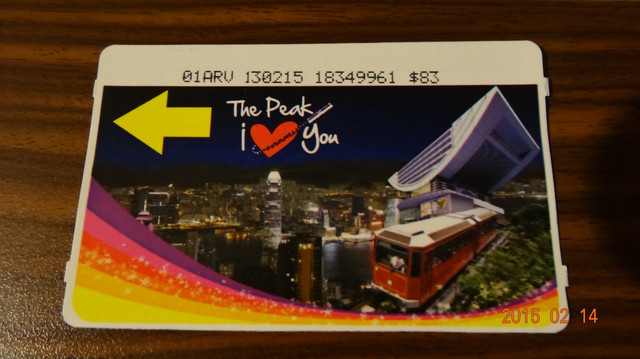 01ARV 130215 18349961 $83
The Peak
i You
2015 02 14